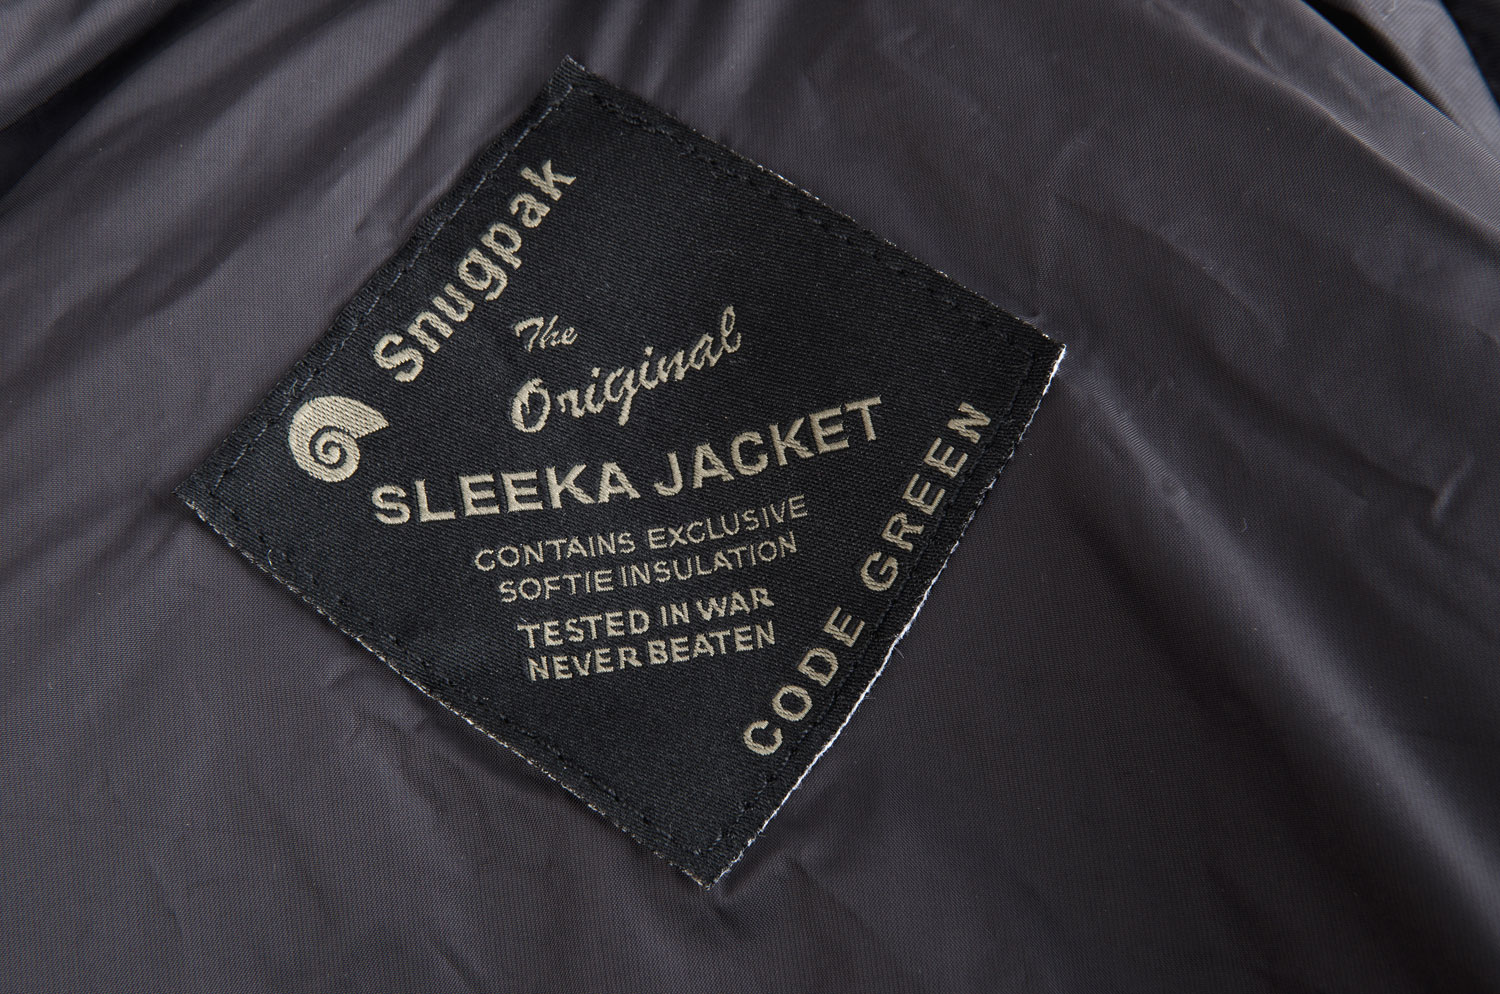 Snugpak
The
Original
SLEEKA JACKET
CONTAINS EXCLUSIVE
SOFTIE INSULATION
TESTED IN WAR
NEVER BEATEN
CODE GREEN